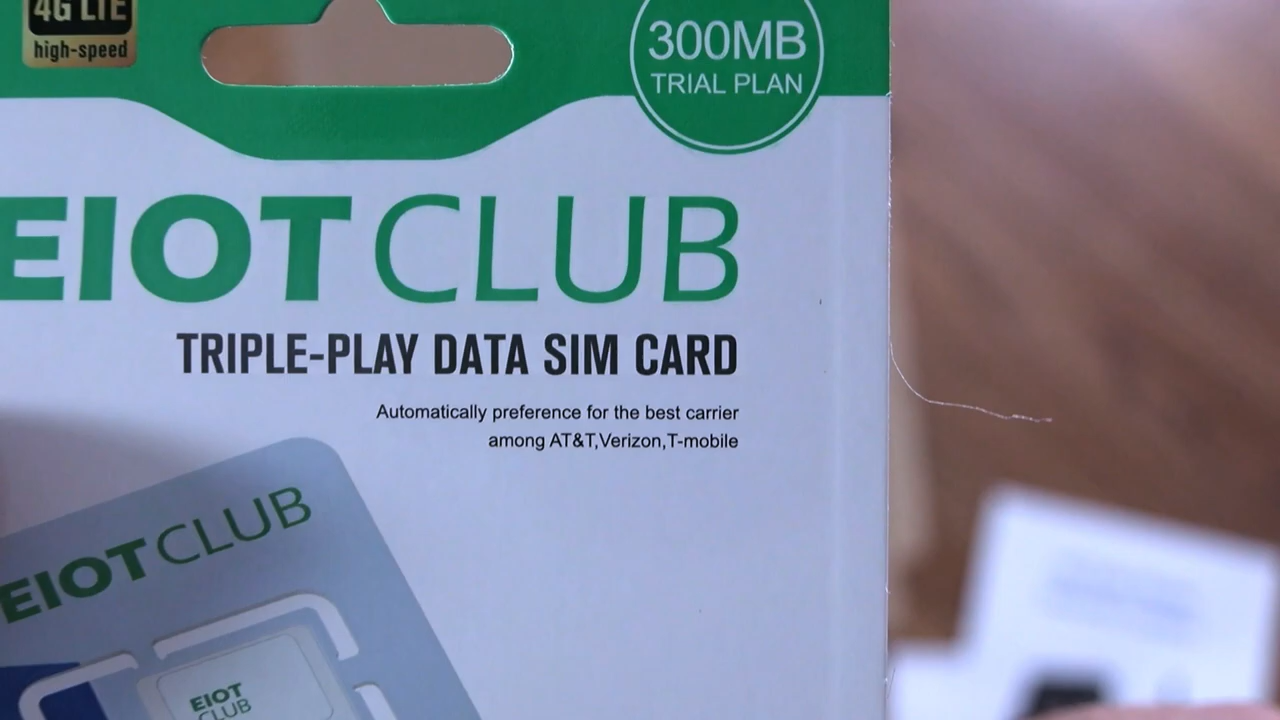 4G LTE
high-speed
300MB
TRIAL PLAN
EIOT CLUB
TRIPLE-PLAY DATA SIM CARD
Automatically preference for the best carrier
among AT&T,Verizon,T-mobile
EIOT CLUB
EIOT
CLUB